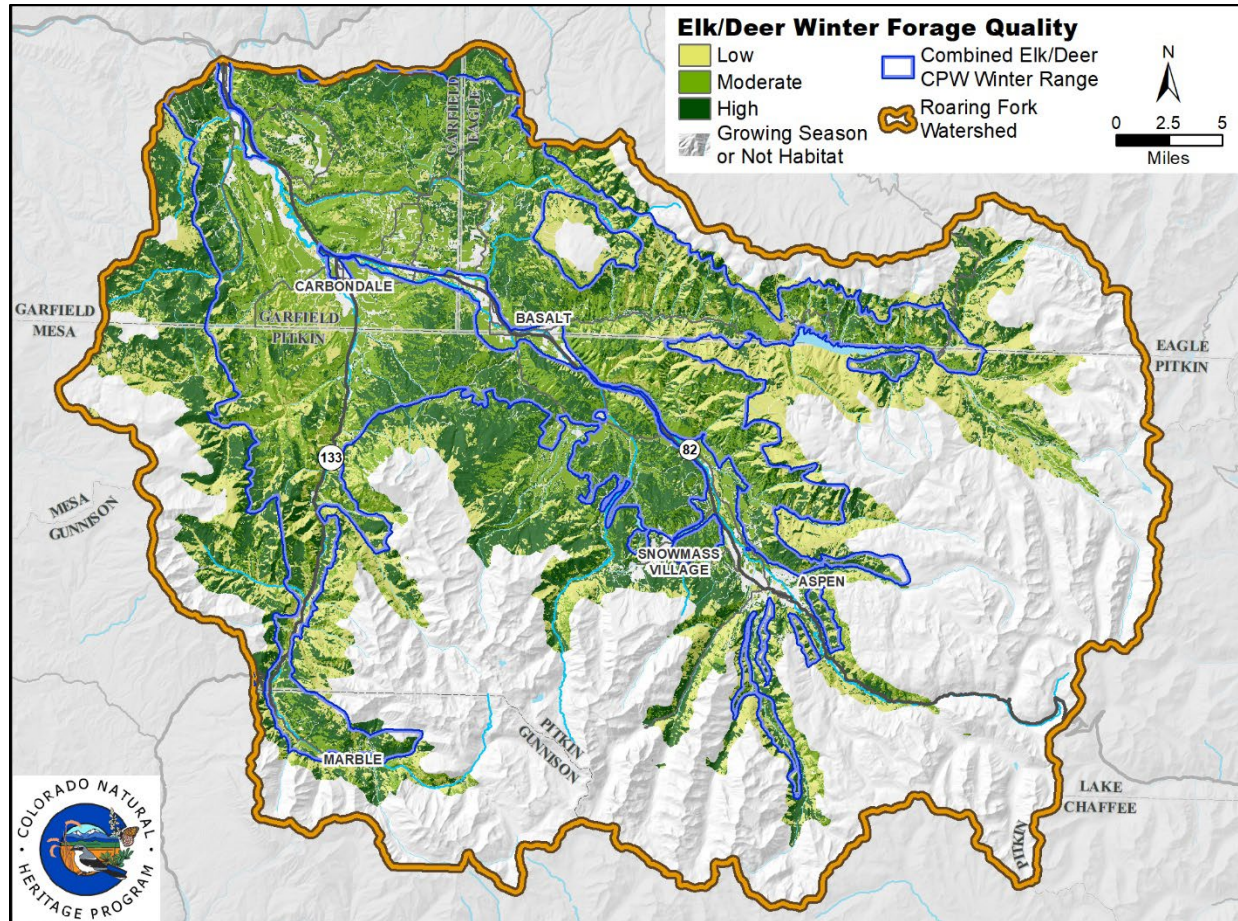 Elk/Deer Winter Forage Quality
Low
Moderate
High
Growing Season
or Not Habitat
Combined Elk/Deer
CPW Winter Range
Roaring Fork
Watershed
N
0 2.5 5
Miles
GARFIELD
EAGLE
CARBONDALE
GARFIELD
MESA
GARFIELD
PITKIN
BASALT
EAGLE
PITKIN
133
82
MESA
GUNNISON
SNOWMASS
VILLAGE
ASPEN
MARBLE
PITKIN
GUNNISON
LAKE
CHAFFEE
PITKIN
COLORADO NATURAL
HERITAGE PROGRAM